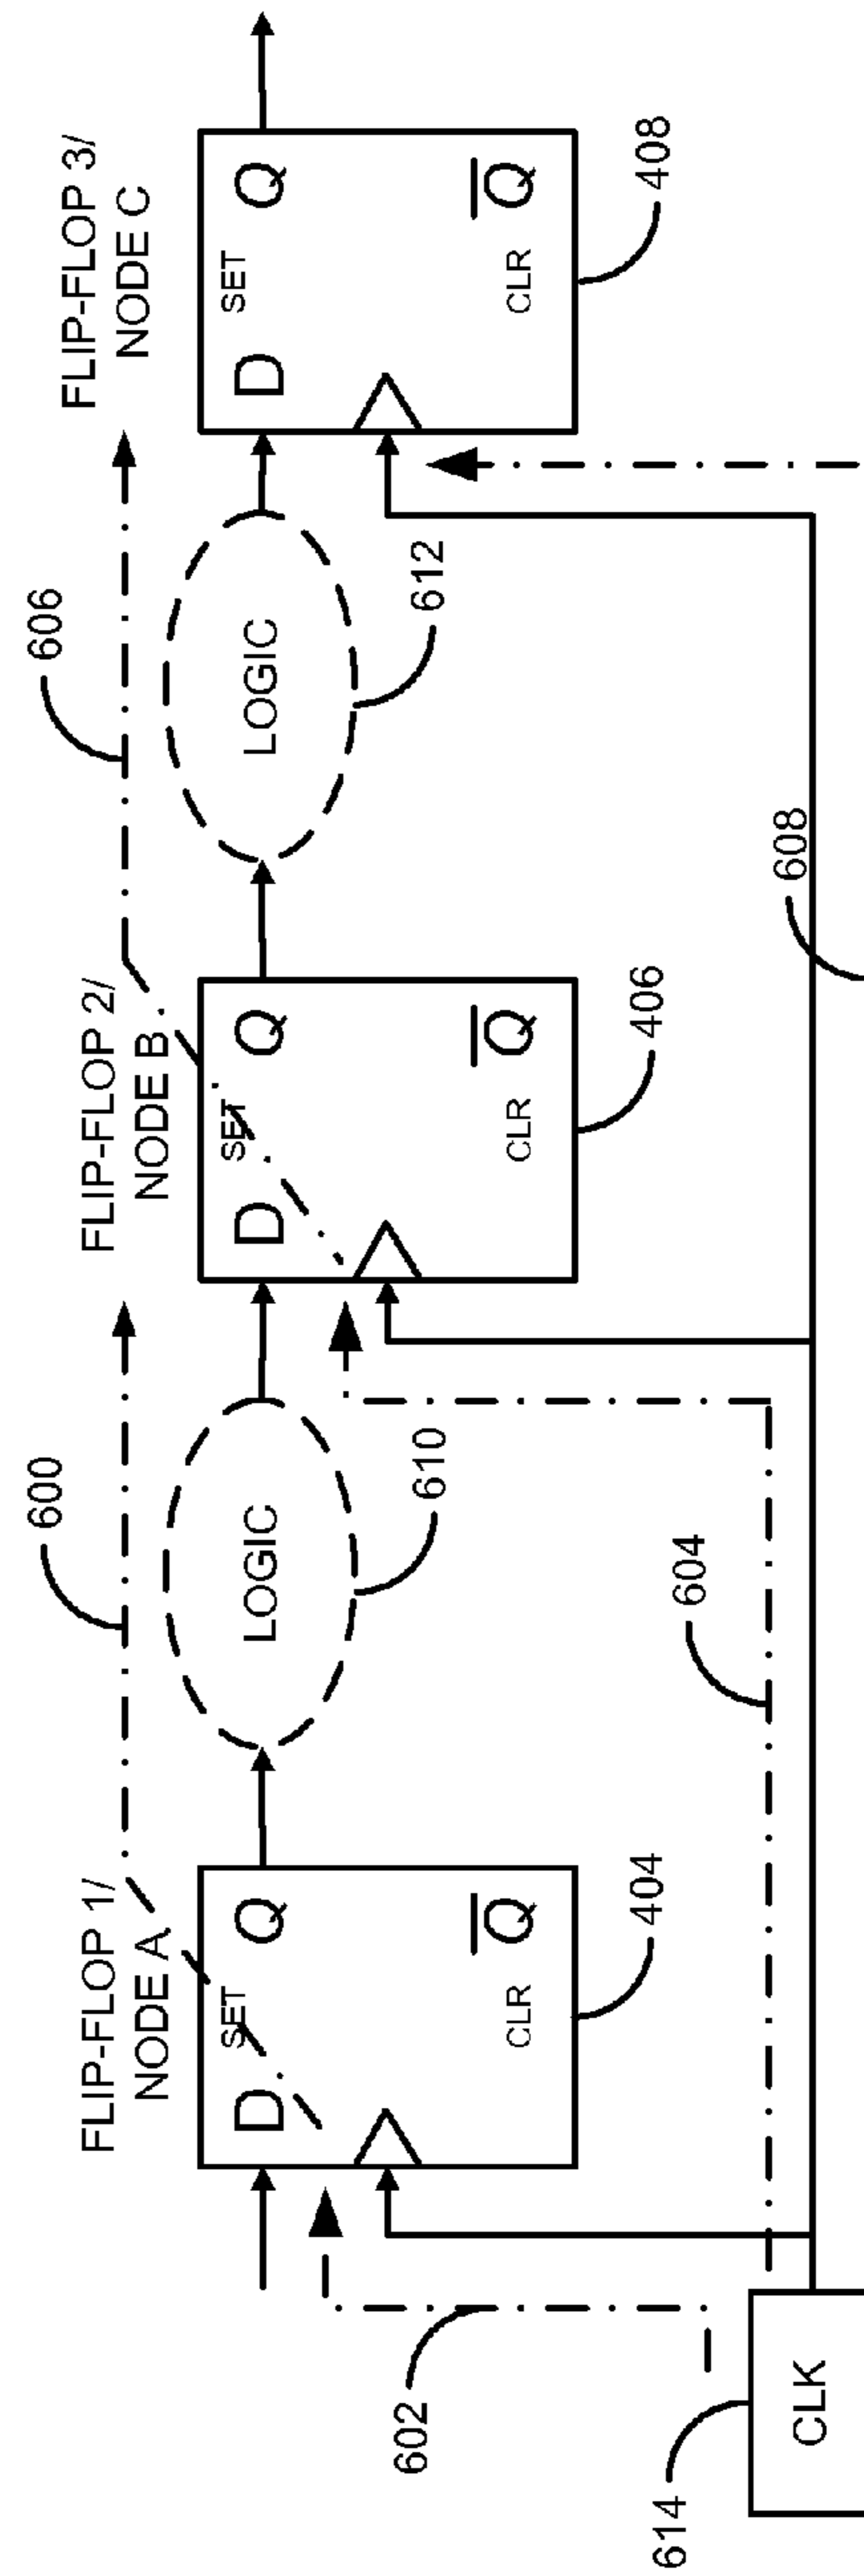 600
606
FLIP-FLOP 1/
NODE A
FLIP-FLOP 2/
NODE B
FLIP-FLOP 3/
NODE C
D
SET
Q
CLR
Q̅
404
LOGIC
610
D
SET
Q
CLR
Q̅
406
LOGIC
612
D
SET
Q
CLR
Q̅
408
602
604
608
614
CLK